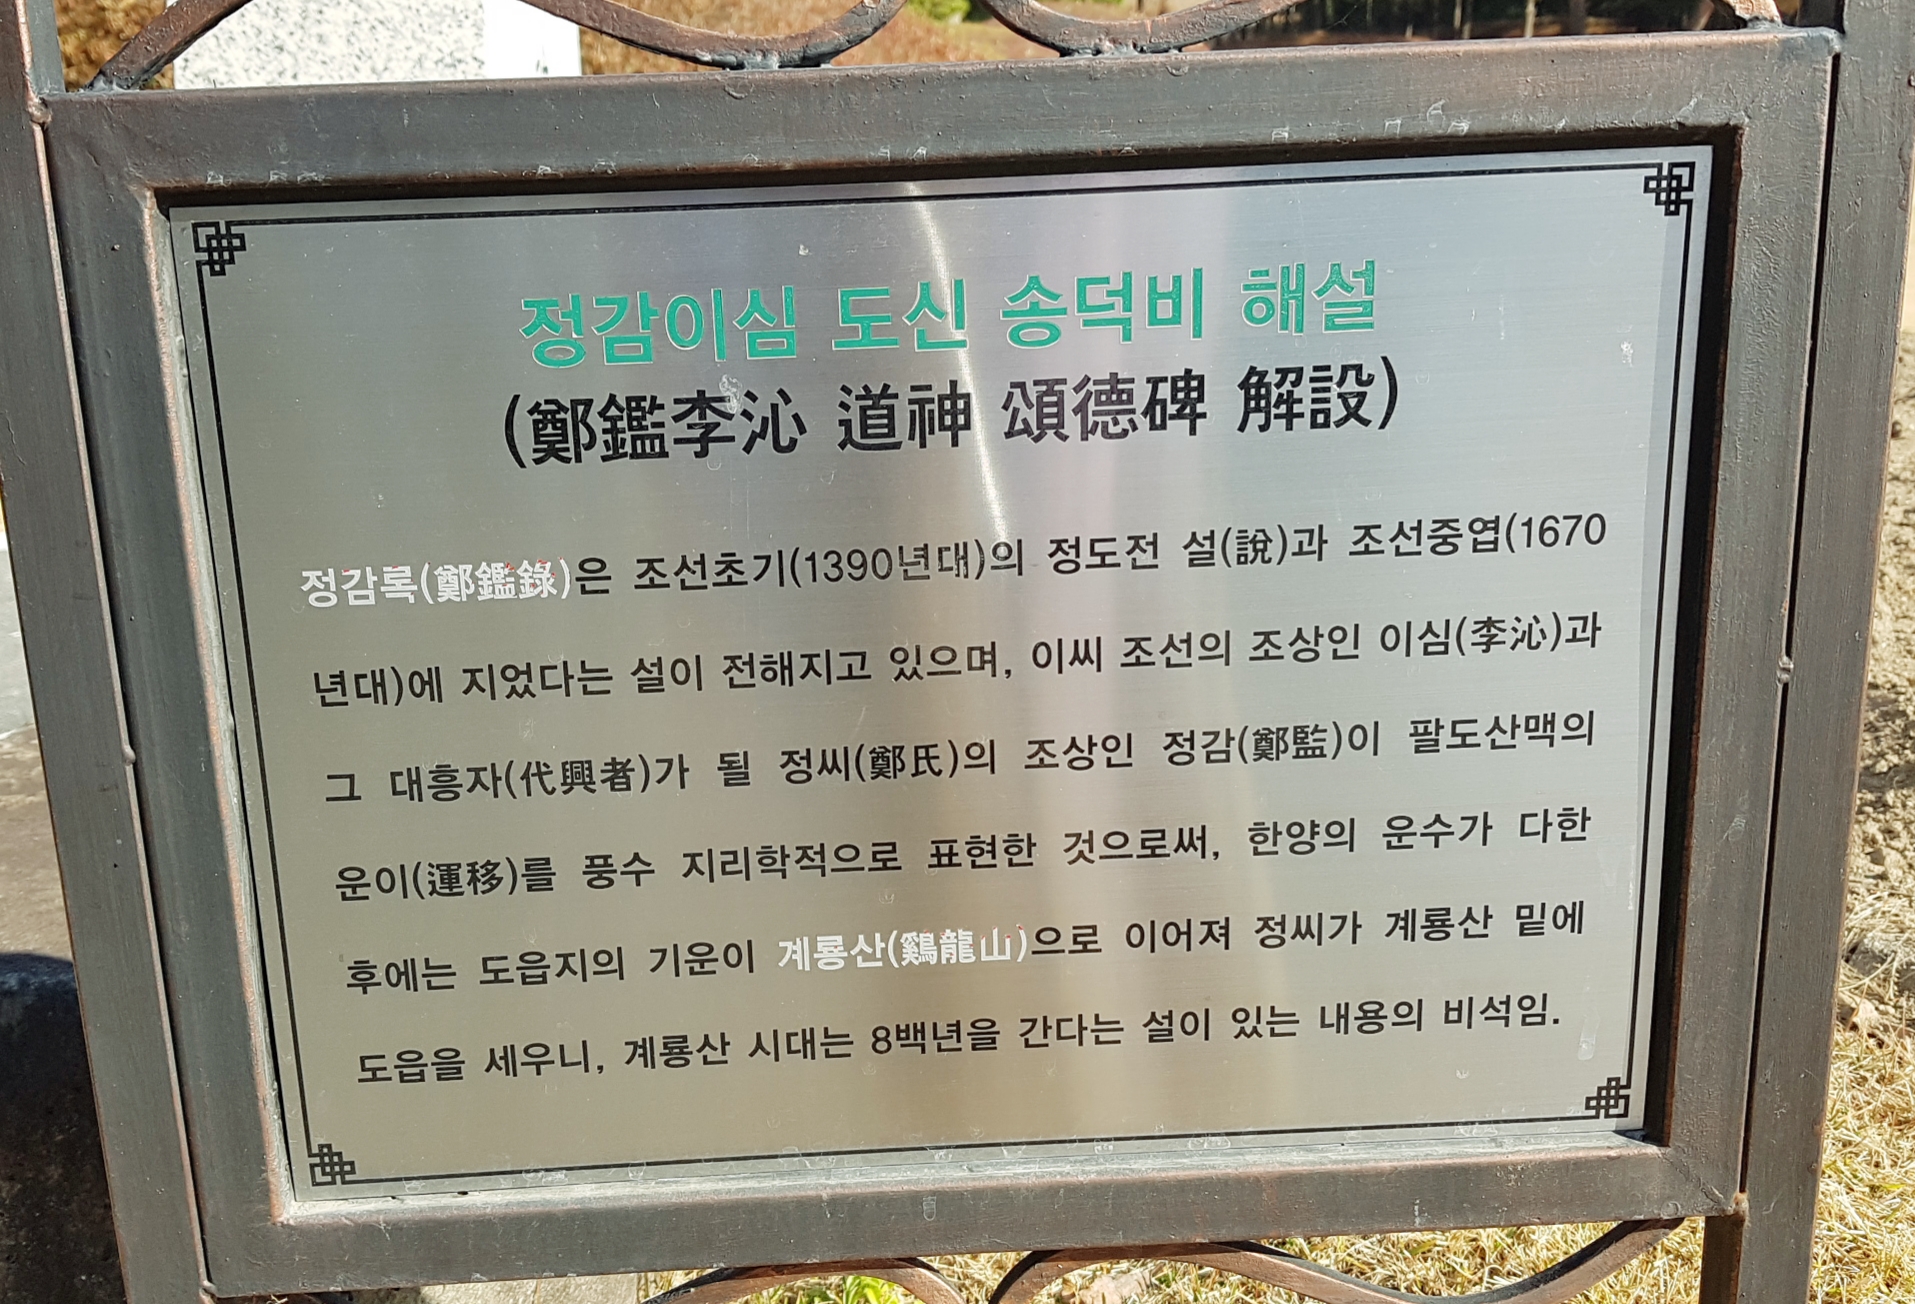 정감이심 도신 송덕비 해설
(鄭鑑李沁 道神 頌德碑 解設)
정감록(鄭鑑錄)은 조선초기(1390년대)의 정도전 설(說)과 조선중엽(1670
년대)에 지었다는 설이 전해지고 있으며, 이씨 조선의 조상인 이심(李沁)과
그 대흥자(代興者)가 될 정씨(鄭氏)의 조상인 정감(鄭監)이 팔도산맥의
운이(運移)를 풍수 지리학적으로 표현한 것으로써, 한양의 운수가 다한
후에는 도읍지의 기운이 계룡산(鷄龍山)으로 이어져 정씨가 계룡산 밑에
도읍을 세우니, 계룡산 시대는 8백년을 간다는 설이 있는 내용의 비석임.